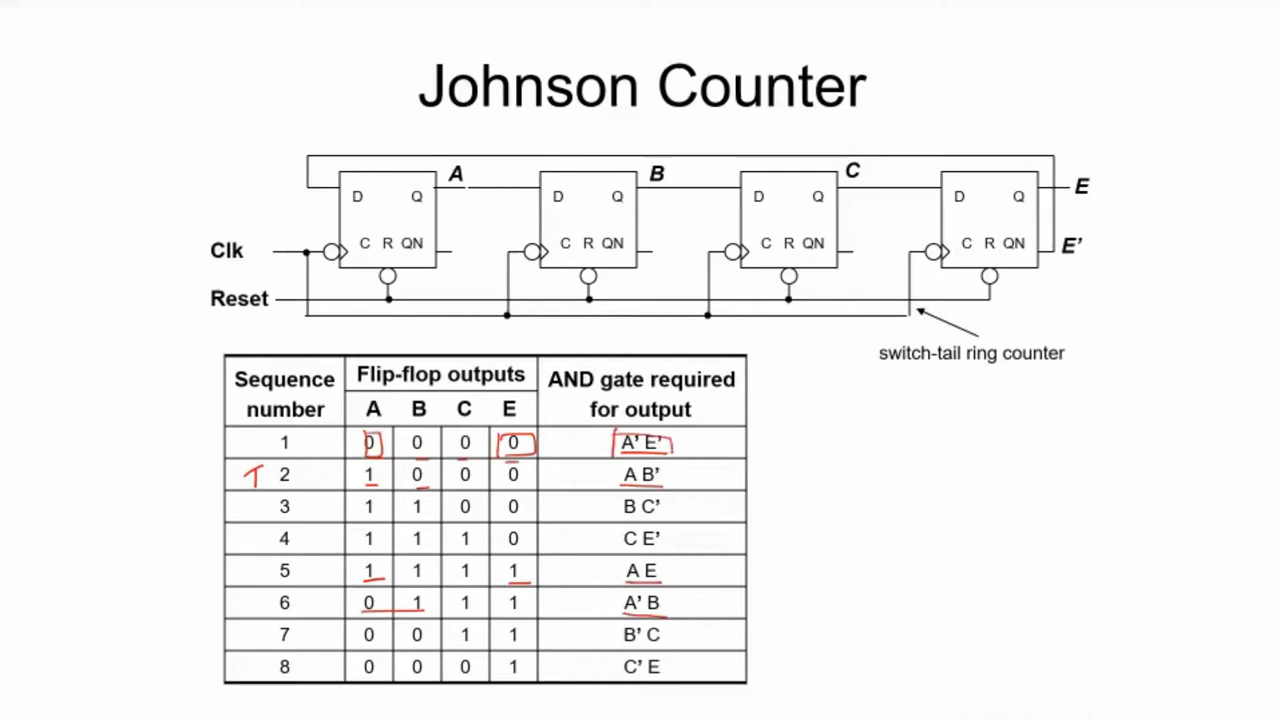 Johnson Counter
A B C
D Q D Q D Q D Q E
Clk C R QN C R QN C R QN C R QN E'
Reset
switch-tail ring counter
Sequence number Flip-flop outputs AND gate required for output
A B C E
1 0 0 0 0 A’ E’
T 2 1 0 0 0 A B’
3 1 1 0 0 B C’
4 1 1 1 0 C E’
5 1 1 1 1 A E
6 0 1 1 1 A’ B
7 0 0 1 1 B’ C
8 0 0 0 1 C’ E